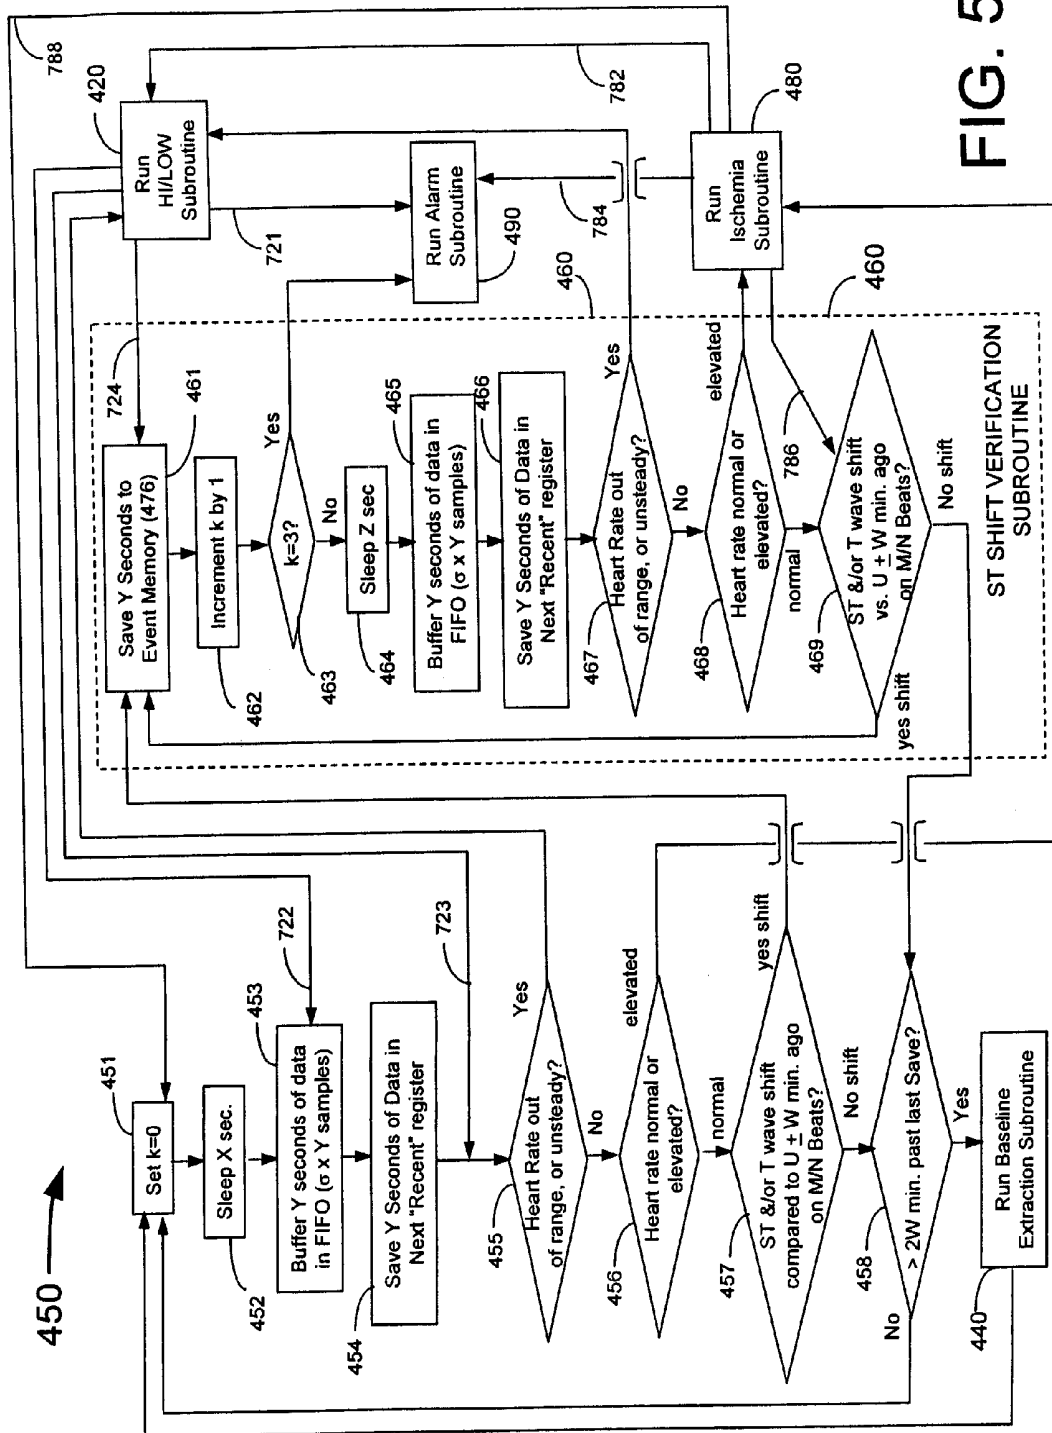 450
451
Set k=0
Sleep X sec.
452
453
Buffer Y seconds of data
in FIFO (σ x Y samples)
722
Save Y Seconds of Data in
Next "Recent" register
454
723
455
Heart Rate out
of range, or unsteady?
Yes
No
456
Heart rate normal or
elevated?
elevated
normal
457
ST &/or T wave shift
compared to U ± W min. ago
on M/N Beats?
yes shift
No shift
458
> 2W min. past last Save?
No
Yes
Run Baseline
Extraction Subroutine
440
788
420
Run
HI/LOW
Subroutine
782
724
721
Save Y Seconds to
Event Memory (476)
461
Increment k by 1
462
k=3?
Yes
No
463
Run Alarm
Subroutine
490
Sleep Z sec
464
465
Buffer Y seconds of data in
FIFO (σ x Y samples)
466
Save Y Seconds of Data in
Next "Recent" register
460
784
467
Heart Rate out
of range, or unsteady?
Yes
No
468
Heart rate normal or
elevated?
elevated
normal
480
Run
Ischemia
Subroutine
786
460
469
ST &/or T wave shift
vs. U ± W min. ago
on M/N Beats?
yes shift
No shift
ST SHIFT VERIFICATION
SUBROUTINE
FIG. 5